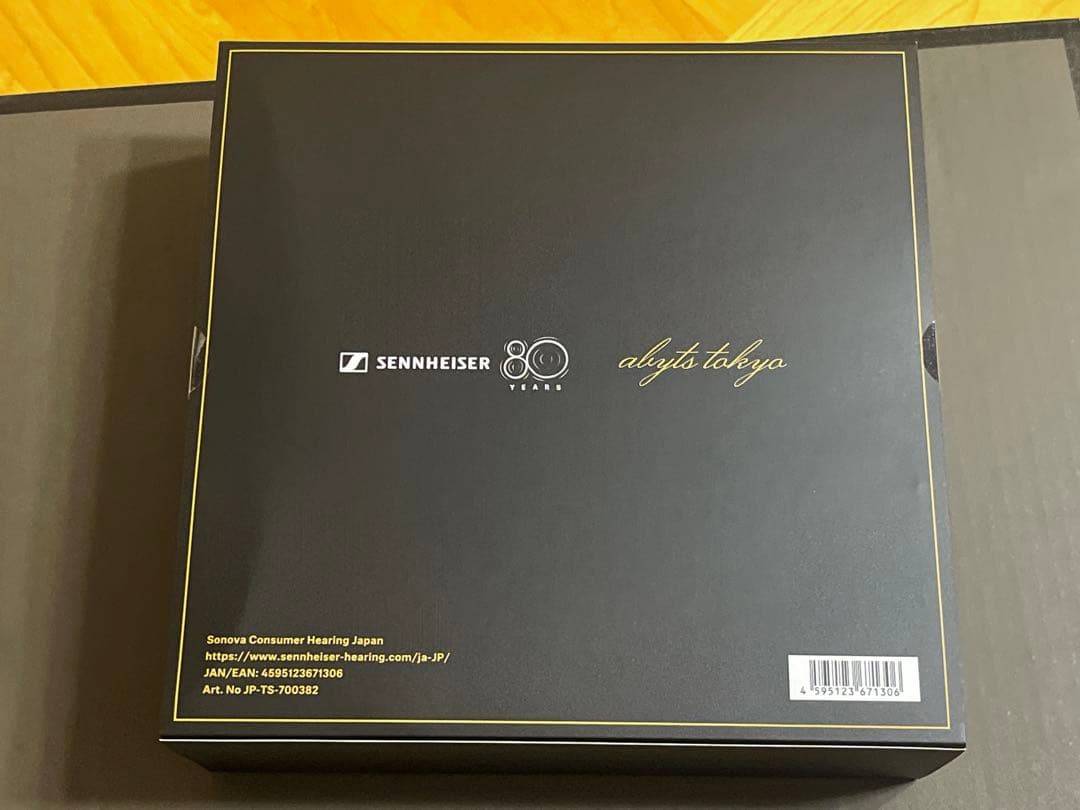 SENNHEISER 80 YEARS abyts tokyo
Sonova Consumer Hearing Japan
https://www.sennheiser-hearing.com/ja-JP/
JAN/EAN: 4595123671306
Art. No JP-TS-700382
4 595123 671306